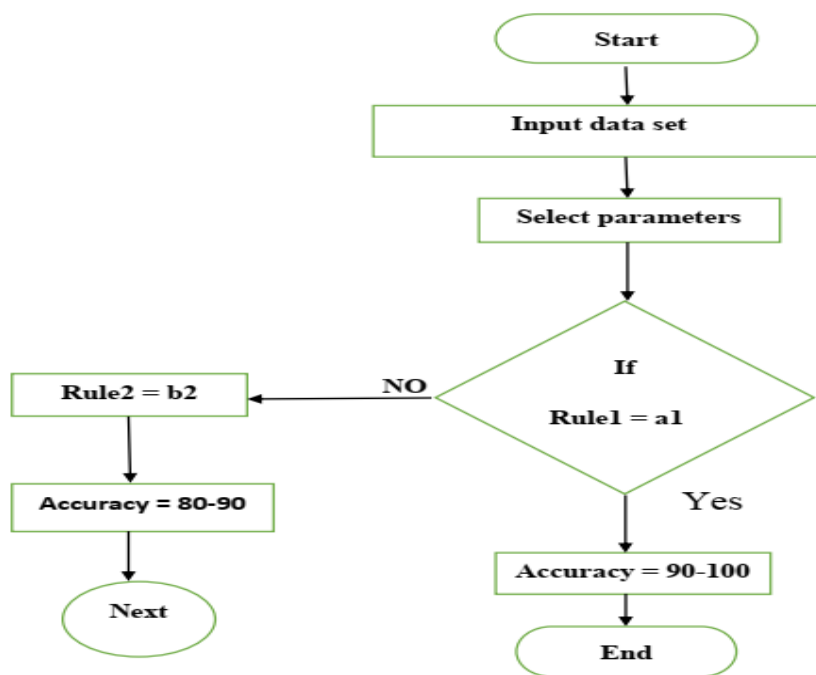 Start
Input data set
Select parameters
If
Rule1 = a1
NO
Rule2 = b2
Yes
Accuracy = 80-90
Accuracy = 90-100
Next
End